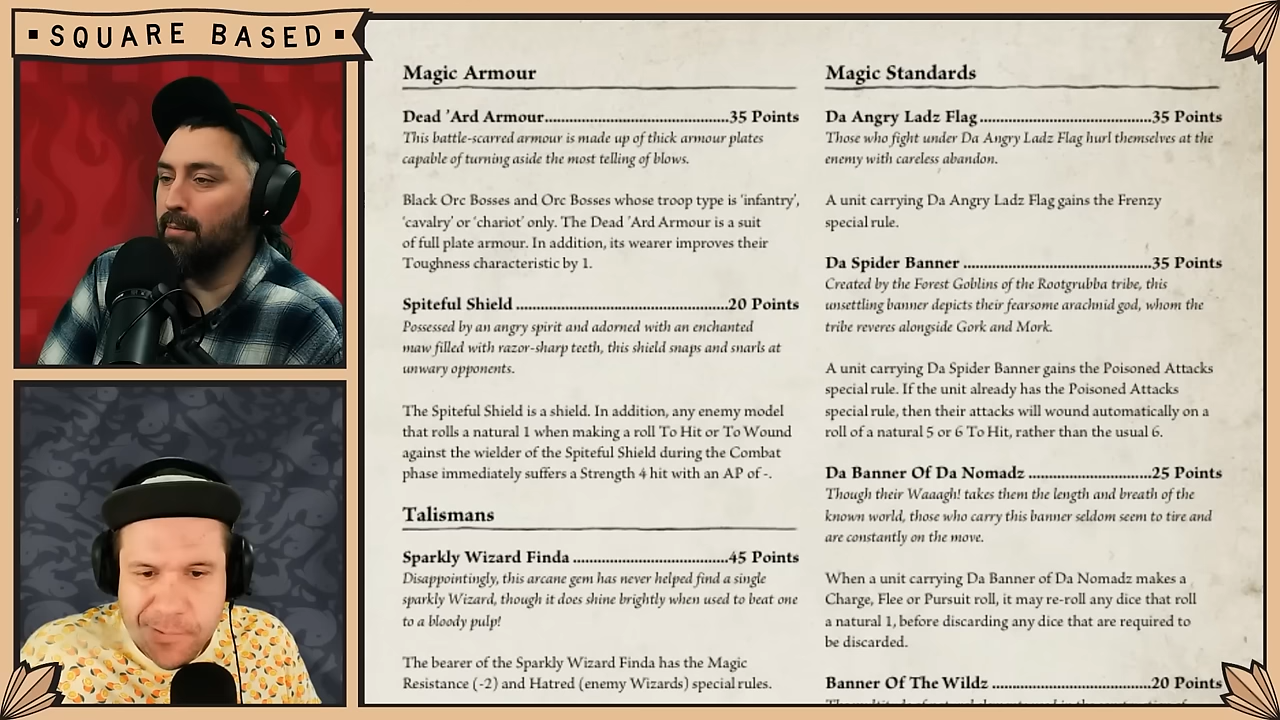 SQUARE BASED
Magic Armour
Dead 'Ard Armour..................................................35 Points
This battle-scarred armour is made up of thick armour plates
capable of turning aside the most telling of blows.
Black Orc Bosses and Orc Bosses whose troop type is 'infantry',
'cavalry' or 'chariot' only. The Dead 'Ard Armour is a suit
of full plate armour. In addition, its wearer improves their
Toughness characteristic by 1.
Spiteful Shield ..........................................................20 Points
Possessed by an angry spirit and adorned with an enchanted
maw filled with razor-sharp teeth, this shield snaps and snarls at
unwary opponents.
The Spiteful Shield is a shield. In addition, any enemy model
that rolls a natural 1 when making a roll To Hit or To Wound
against the wielder of the Spiteful Shield during the Combat
phase immediately suffers a Strength 4 hit with an AP of -.
Talismans
Sparkly Wizard Finda ..........................................45 Points
Disappointingly, this arcane gem has never helped find a single
sparkly Wizard, though it does shine brightly when used to beat one
to a bloody pulp!
The bearer of the Sparkly Wizard Finda has the Magic
Resistance (-2) and Hatred (enemy Wizards) special rules.
Magic Standards
Da Angry Ladz Flag ..............................................35 Points
Those who fight under Da Angry Ladz Flag hurl themselves at the
enemy with careless abandon.
A unit carrying Da Angry Ladz Flag gains the Frenzy
special rule.
Da Spider Banner ..................................................35 Points
Created by the Forest Goblins of the Rootgrubba tribe, this
unsettling banner depicts their fearsome arachnid god, whom the
tribe reveres alongside Gork and Mork.
A unit carrying Da Spider Banner gains the Poisoned Attacks
special rule. If the unit already has the Poisoned Attacks
special rule, then their attacks will wound automatically on a
roll of a natural 5 or 6 To Hit, rather than the usual 6.
Da Banner Of Da Nomadz .................................25 Points
Though their Waaagh! takes them the length and breath of the
known world, those who carry this banner seldom seem to tire and
are constantly on the move.
When a unit carrying Da Banner of Da Nomadz makes a
Charge, Flee or Pursuit roll, it may re-roll any dice that roll
a natural 1, before discarding any dice that are required to
be discarded.
Banner Of The Wildz ...........................................20 Points